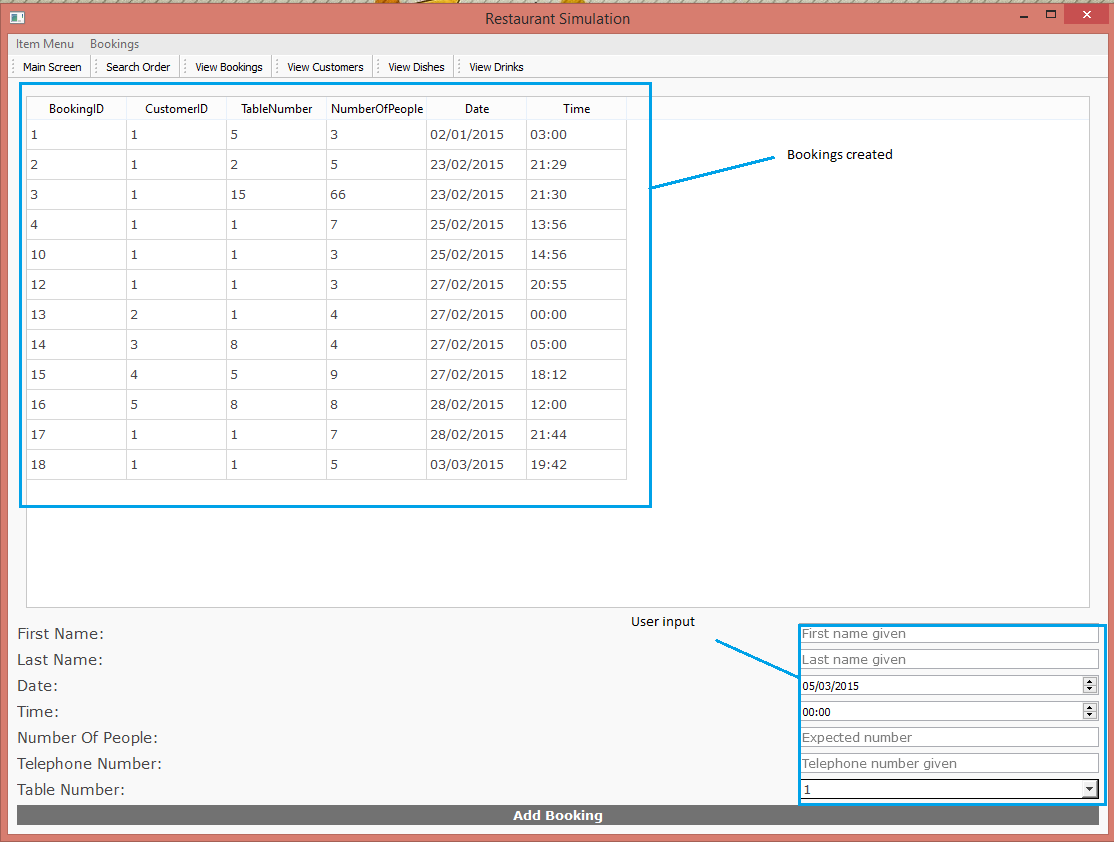 Restaurant Simulation
Item Menu Bookings
Main Screen Search Order View Bookings View Customers View Dishes View Drinks
BookingID CustomerID TableNumber NumberOfPeople Date Time
1 1 5 3 02/01/2015 03:00
2 1 2 5 23/02/2015 21:29
3 1 15 66 23/02/2015 21:30
4 1 1 7 25/02/2015 13:56
10 1 1 3 25/02/2015 14:56
12 1 1 3 27/02/2015 20:55
13 2 1 4 27/02/2015 00:00
14 3 8 4 27/02/2015 05:00
15 4 5 9 27/02/2015 18:12
16 5 8 8 28/02/2015 12:00
17 1 1 7 28/02/2015 21:44
18 1 1 5 03/03/2015 19:42
Bookings created
User input
First Name: First name given
Last Name: Last name given
Date: 05/03/2015
Time: 00:00
Number Of People: Expected number
Telephone Number: Telephone number given
Table Number: 1
Add Booking